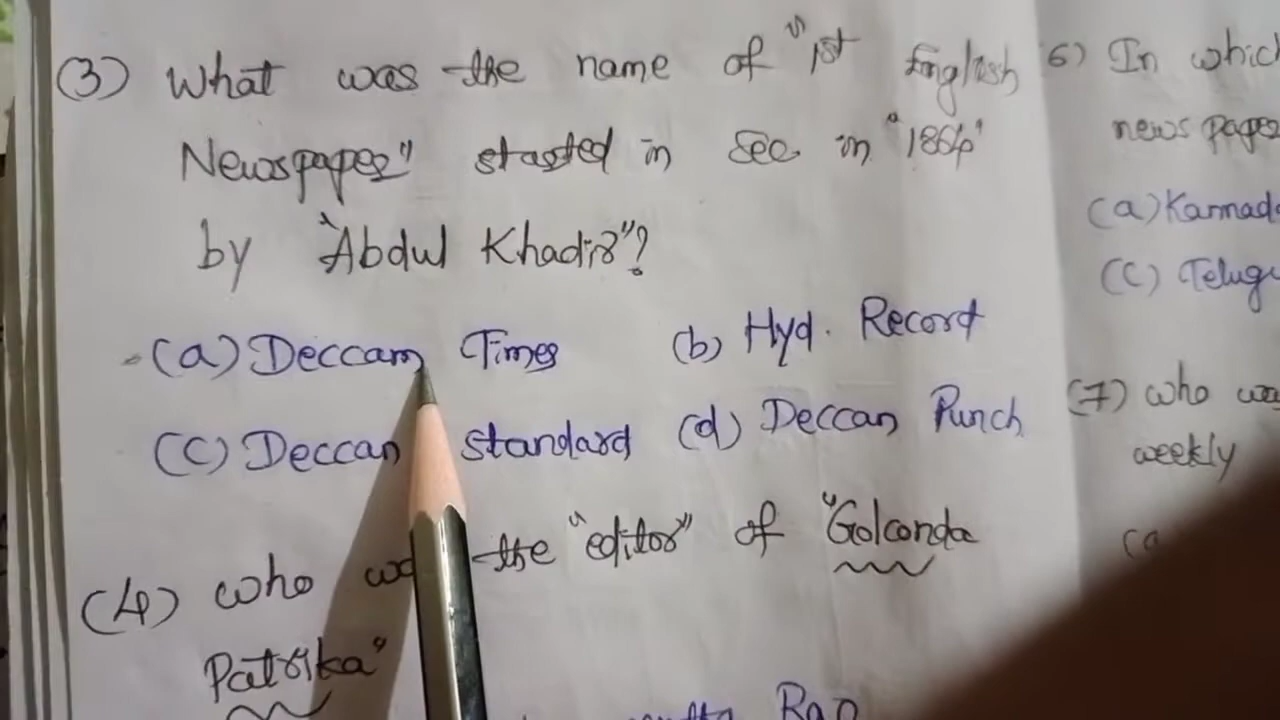 (3) What was the name of "1st English
Newspaper" started in Sec in "1864"
by "Abdul Khadir"?
(a) Deccan Times (b) Hyd. Record
(c) Deccan standard (d) Deccan Punch
(4) who the "editor" of "Golconda
Patrika"
Rao
6) In which
newspaper
(a) Kannada
(c) Telugu
(7) who
weekly
(a